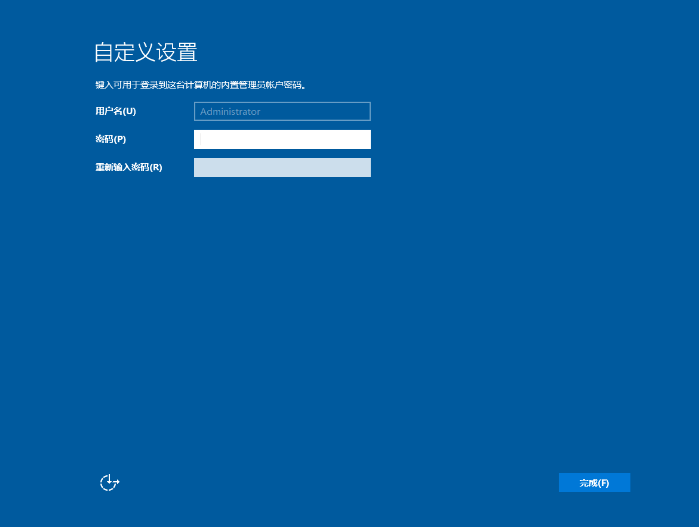 自定义设置
键入可用于登录到这台计算机的内置管理员帐户密码。
用户名(U) Administrator
密码(P)
重新输入密码(R)
完成(F)